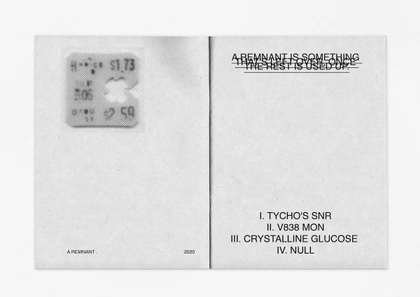 $1.73
$2.59
A REMNANT
2020
A REMNANT IS SOMETHING
THAT'S LEFT OVER, ONCE
THE REST IS USED UP.
I. TYCHO'S SNR
II. V838 MON
III. CRYSTALLINE GLUCOSE
IV. NULL